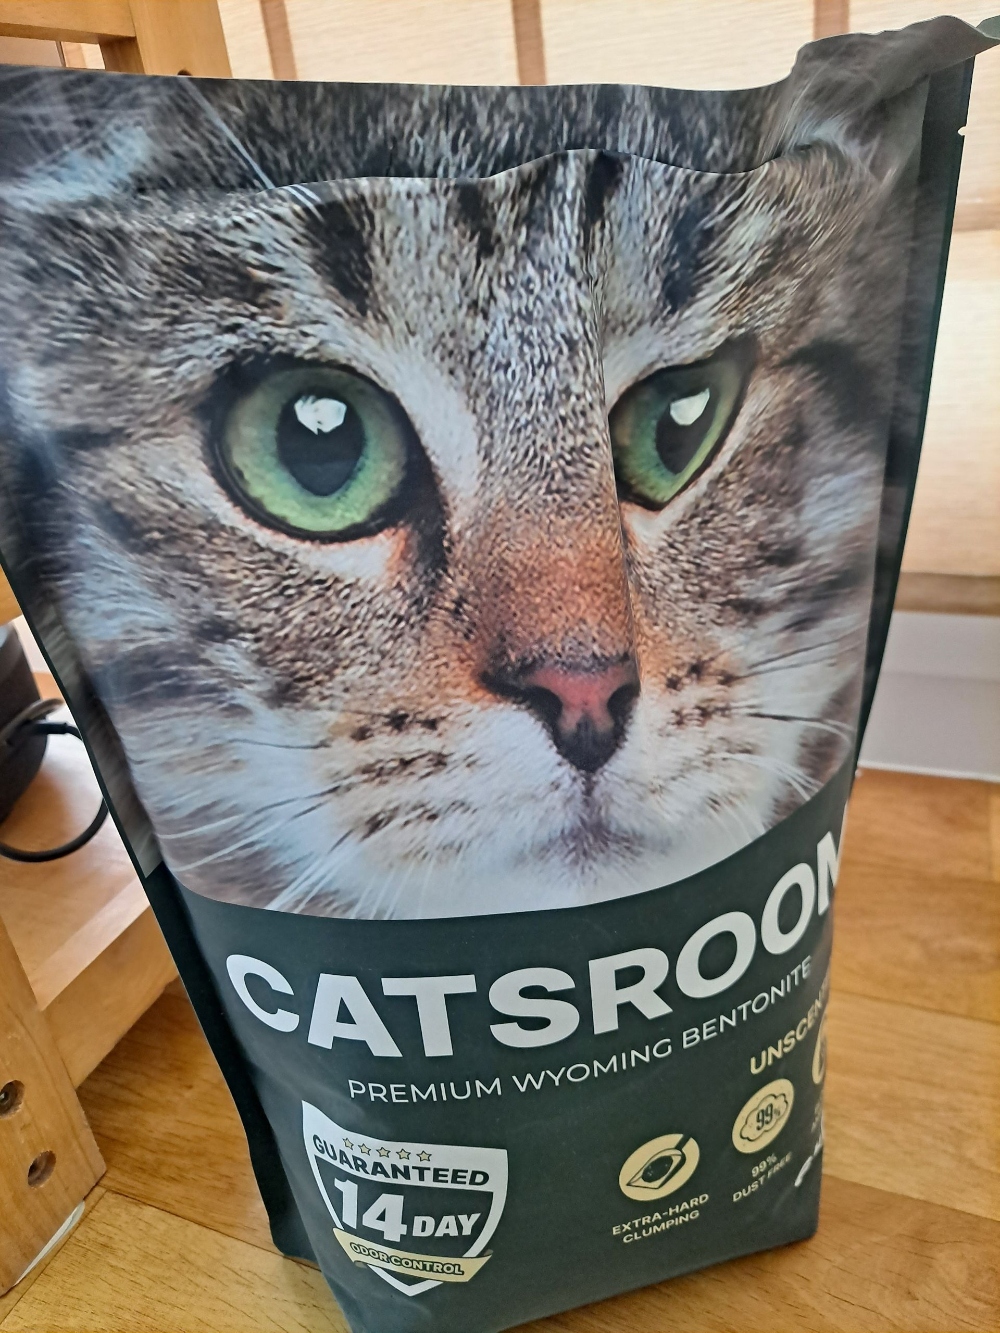 CATSROOM
PREMIUM WYOMING BENTONITE
GUARANTEED
14 DAY
ODOR CONTROL
EXTRA-HARD
CLUMPING
99%
99%
DUST FREE